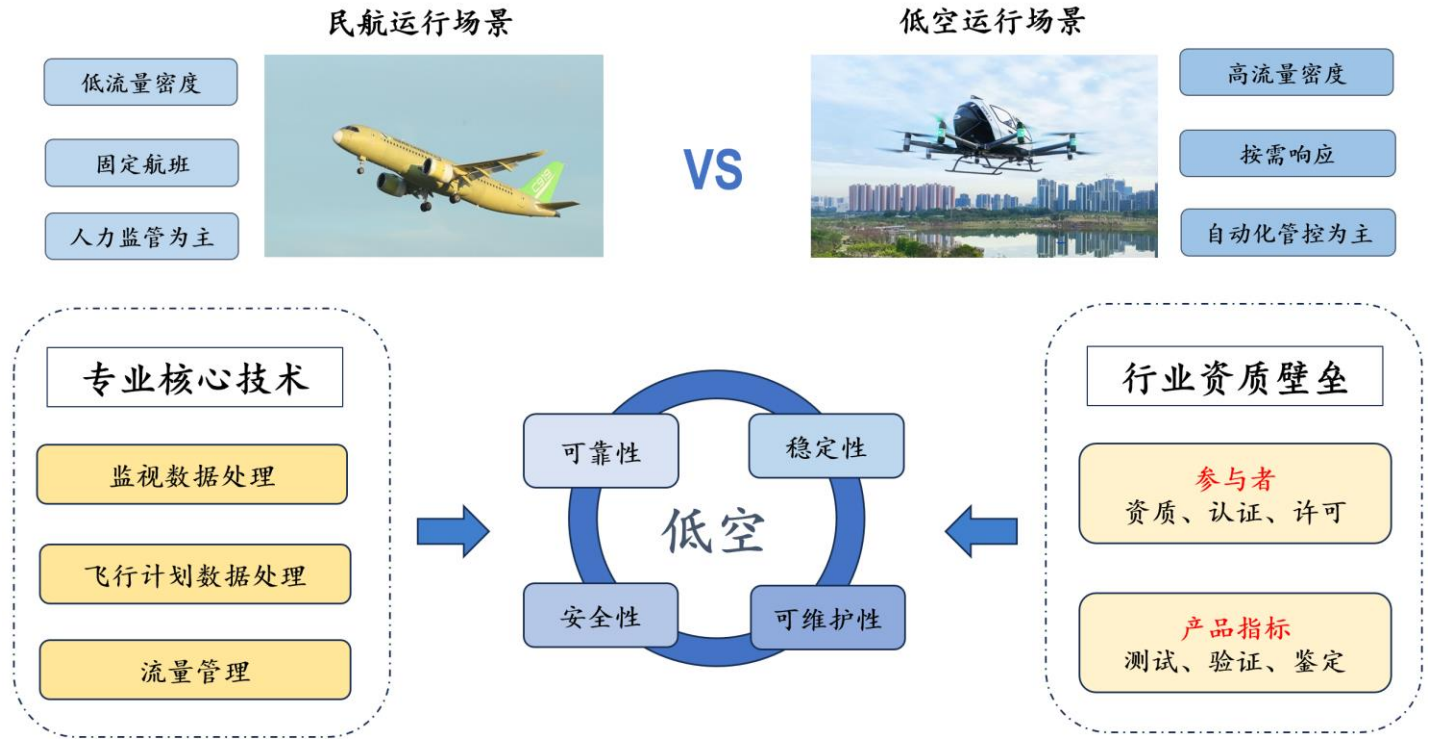 民航运行场景
低空运行场景
低流量密度
固定航班
人力监管为主
C919
VS
高流量密度
按需响应
自动化管控为主
专业核心技术
监视数据处理
飞行计划数据处理
流量管理
可靠性
稳定性
低空
安全性
可维护性
行业资质壁垒
参与者
资质、认证、许可
产品指标
测试、验证、鉴定